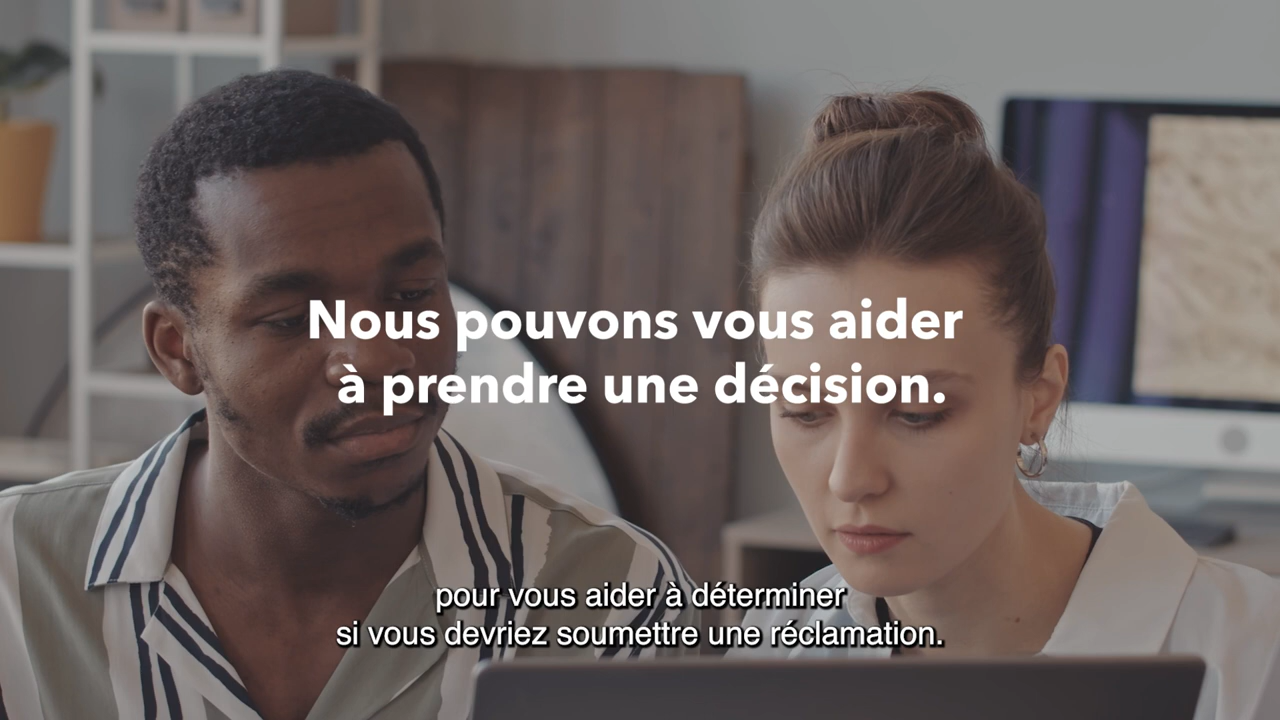 Nous pouvons vous aider
à prendre une décision.
pour vous aider à déterminer
si vous devriez soumettre une réclamation.